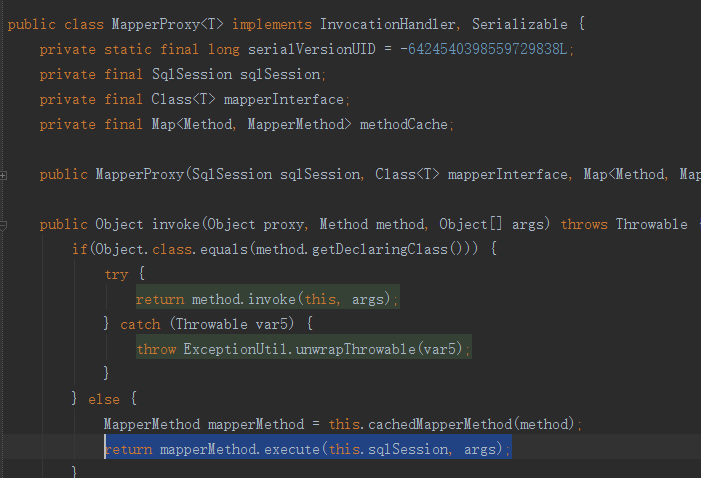 public class MapperProxy<T> implements InvocationHandler, Serializable {
    private static final long serialVersionUID = -6424540398559729838L;
    private final SqlSession sqlSession;
    private final Class<T> mapperInterface;
    private final Map<Method, MapperMethod> methodCache;
    public MapperProxy(SqlSession sqlSession, Class<T> mapperInterface, Map<Method, Map
    public Object invoke(Object proxy, Method method, Object[] args) throws Throwable {
        if(Object.class.equals(method.getDeclaringClass())) {
            try {
                return method.invoke(this, args);
            } catch (Throwable var5) {
                throw ExceptionUtil.unwrapThrowable(var5);
            }
        } else {
            MapperMethod mapperMethod = this.cachedMapperMethod(method);
            return mapperMethod.execute(this.sqlSession, args);
        }